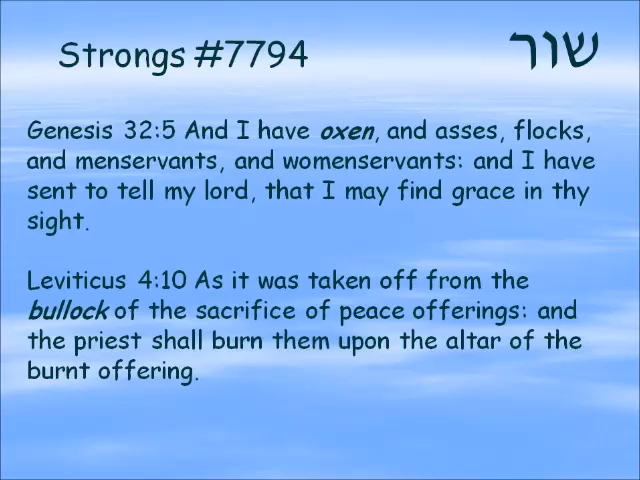 Strongs #7794 שור
Genesis 32:5 And I have oxen, and asses, flocks,
and menservants, and womenservants: and I have
sent to tell my lord, that I may find grace in thy
sight.
Leviticus 4:10 As it was taken off from the
bullock of the sacrifice of peace offerings: and
the priest shall burn them upon the altar of the
burnt offering.